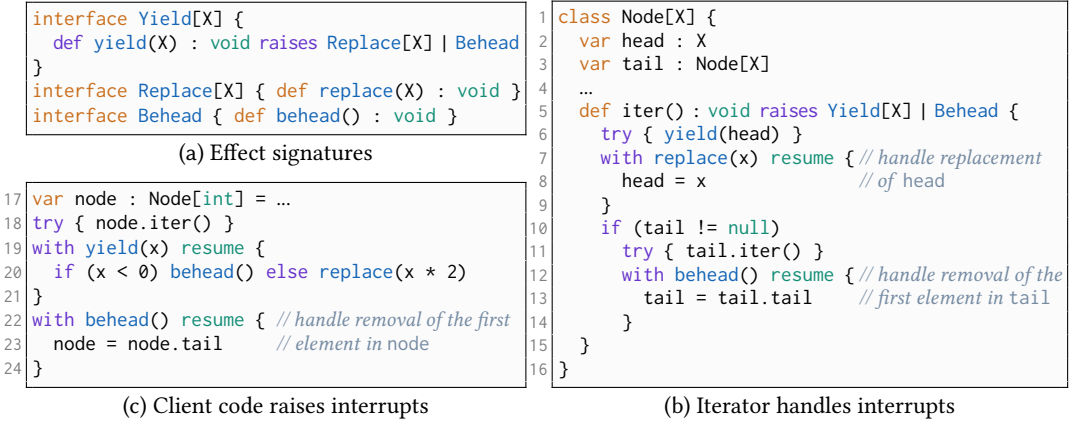 interface Yield[X] {
  def yield(X) : void raises Replace[X] | Behead
}
interface Replace[X] { def replace(X) : void }
interface Behead { def behead() : void }
(a) Effect signatures
17 var node : Node[int] = …
18 try { node.iter() }
19 with yield(x) resume {
20   if (x < 0) behead() else replace(x * 2)
21 }
22 with behead() resume { // handle removal of the first
23   node = node.tail // element in node
24 }
(c) Client code raises interrupts
1 class Node[X] {
2   var head : X
3   var tail : Node[X]
4   …
5   def iter() : void raises Yield[X] | Behead {
6     try { yield(head) }
7     with replace(x) resume { // handle replacement
8       head = x // of head
9     }
10     if (tail != null)
11       try { tail.iter() }
12       with behead() resume { // handle removal of the
13         tail = tail.tail // first element in tail
14       }
15   }
16 }
(b) Iterator handles interrupts